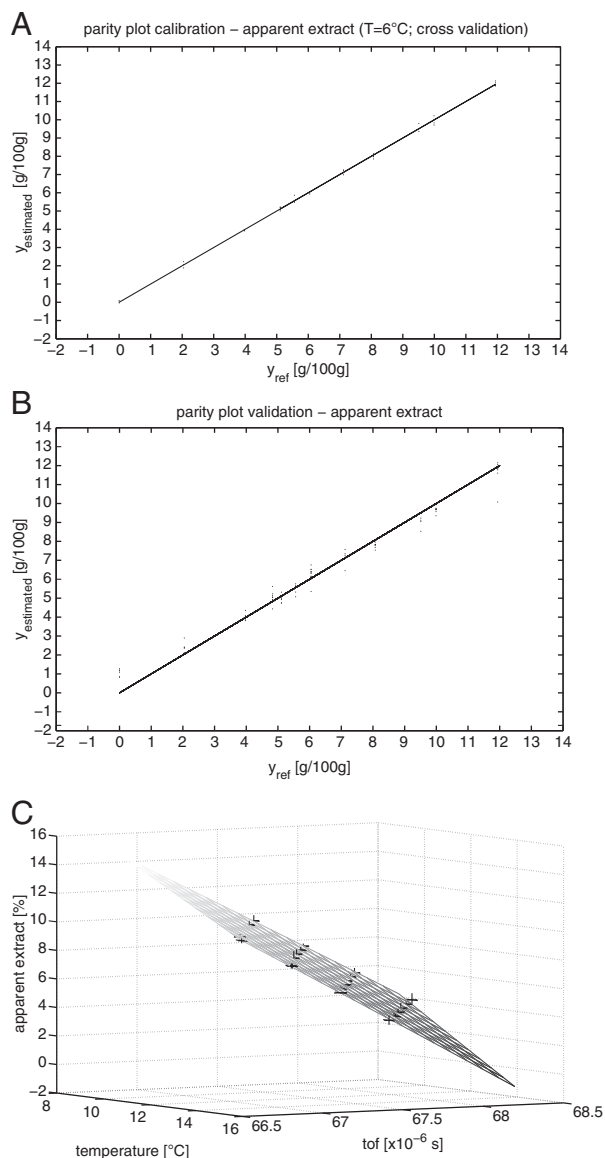 A
parity plot calibration – apparent extract (T=6°C; cross validation)
14
13
12
11
10
9
8
7
6
5
4
3
2
1
0
−1
−2
y_estimated [g/100g]
−2 −1 0 1 2 3 4 5 6 7 8 9 10 11 12 13 14
y_ref [g/100g]
B
parity plot validation – apparent extract
14
13
12
11
10
9
8
7
6
5
4
3
2
1
0
−1
−2
y_estimated [g/100g]
−2 −1 0 1 2 3 4 5 6 7 8 9 10 11 12 13 14
y_ref [g/100g]
C
16
14
12
10
8
6
4
2
0
−2
apparent extract [%]
8 10 12 14 16
temperature [°C]
66.5 67 67.5 68 68.5
tof [x10⁻⁶ s]